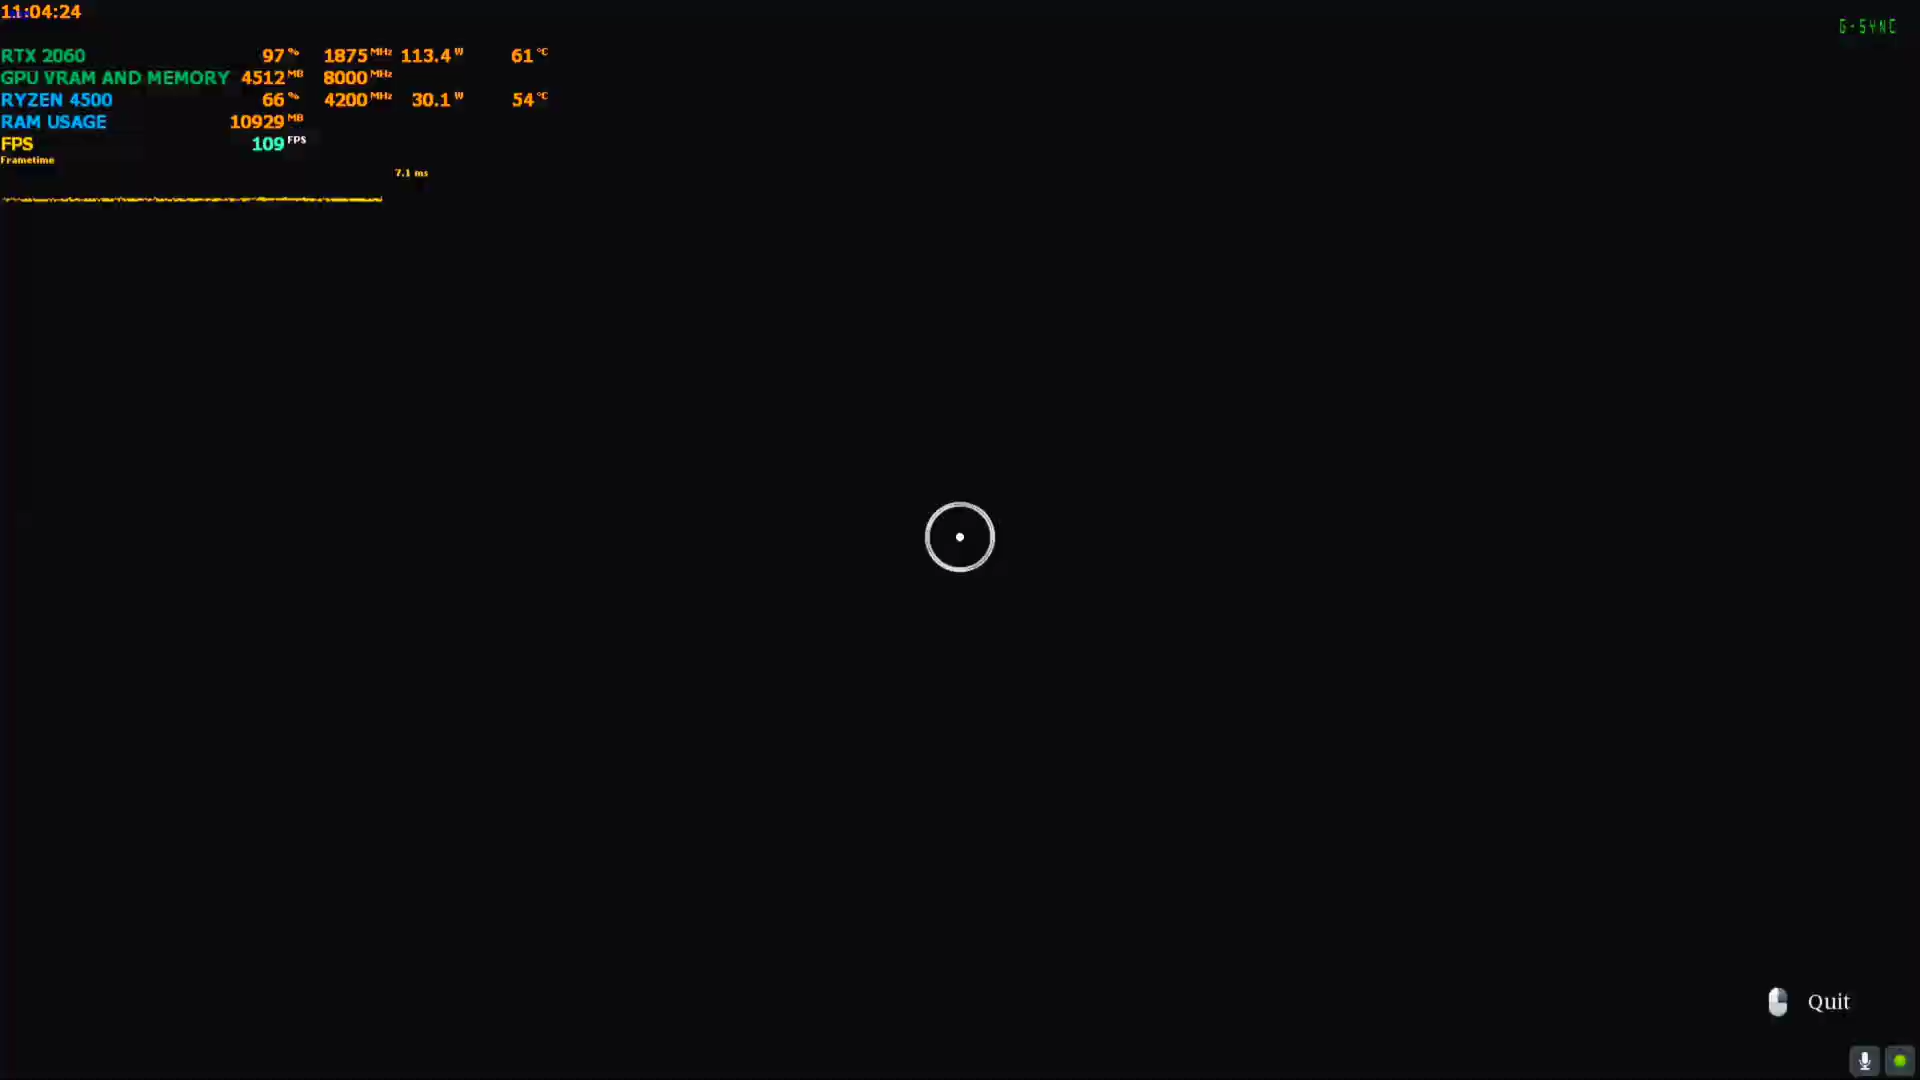 11:04:24
G-SYNC
RTX 2060 97 % 1875 MHz 113.4 W 61 °C
GPU VRAM AND MEMORY 4512 MB 8000 MHz
RYZEN 4500 66 % 4200 MHz 30.1 W 54 °C
RAM USAGE 10929 MB
FPS 109 FPS
Frametime
7.1 ms
Quit